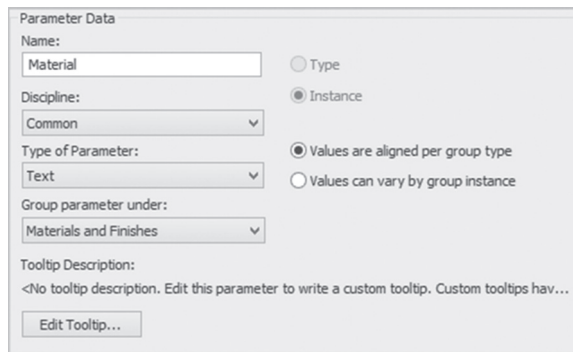 Parameter Data
Name:
Material
Type
Discipline:
Instance
Common
Type of Parameter:
Values are aligned per group type
Text
Values can vary by group instance
Group parameter under:
Materials and Finishes
Tooltip Description:
<No tooltip description. Edit this parameter to write a custom tooltip. Custom tooltips hav...
Edit Tooltip...